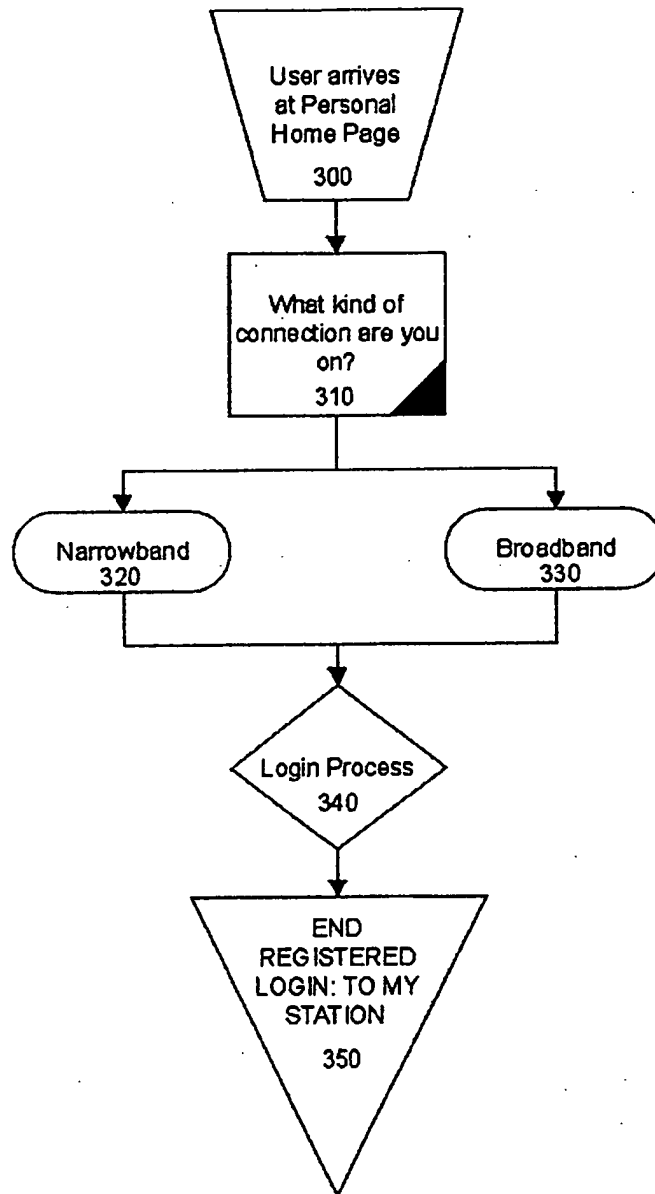 User arrives
at Personal
Home Page
300
What kind of
connection are you
on?
310
Narrowband
320
Broadband
330
Login Process
340
END
REGISTERED
LOGIN: TO MY
STATION
350